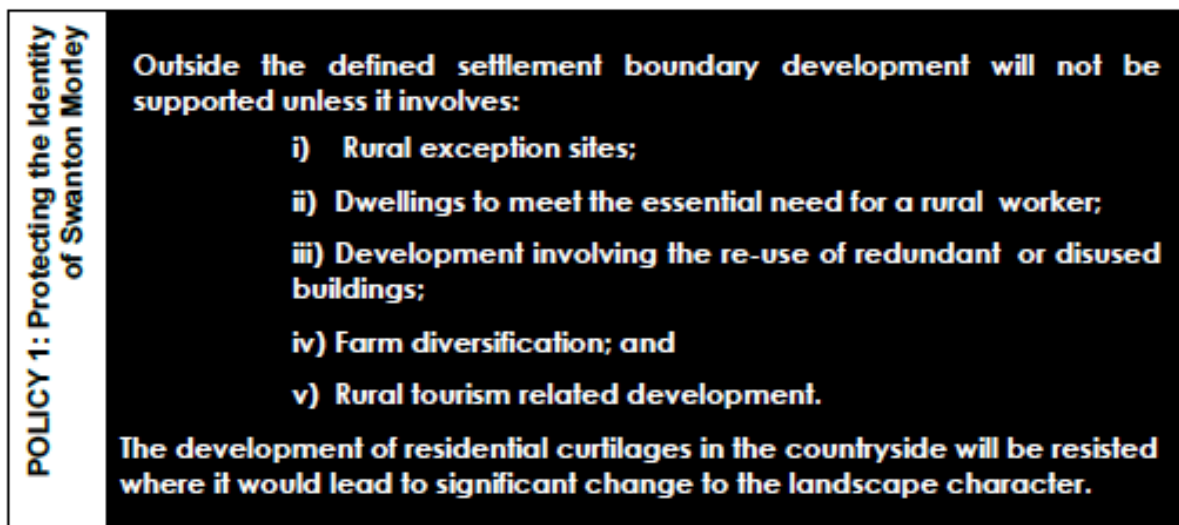 POLICY 1: Protecting the Identity
of Swanton Morley
Outside the defined settlement boundary development will not be
supported unless it involves:
i) Rural exception sites;
ii) Dwellings to meet the essential need for a rural worker;
iii) Development involving the re-use of redundant or disused
buildings;
iv) Farm diversification; and
v) Rural tourism related development.
The development of residential curtilages in the countryside will be resisted
where it would lead to significant change to the landscape character.